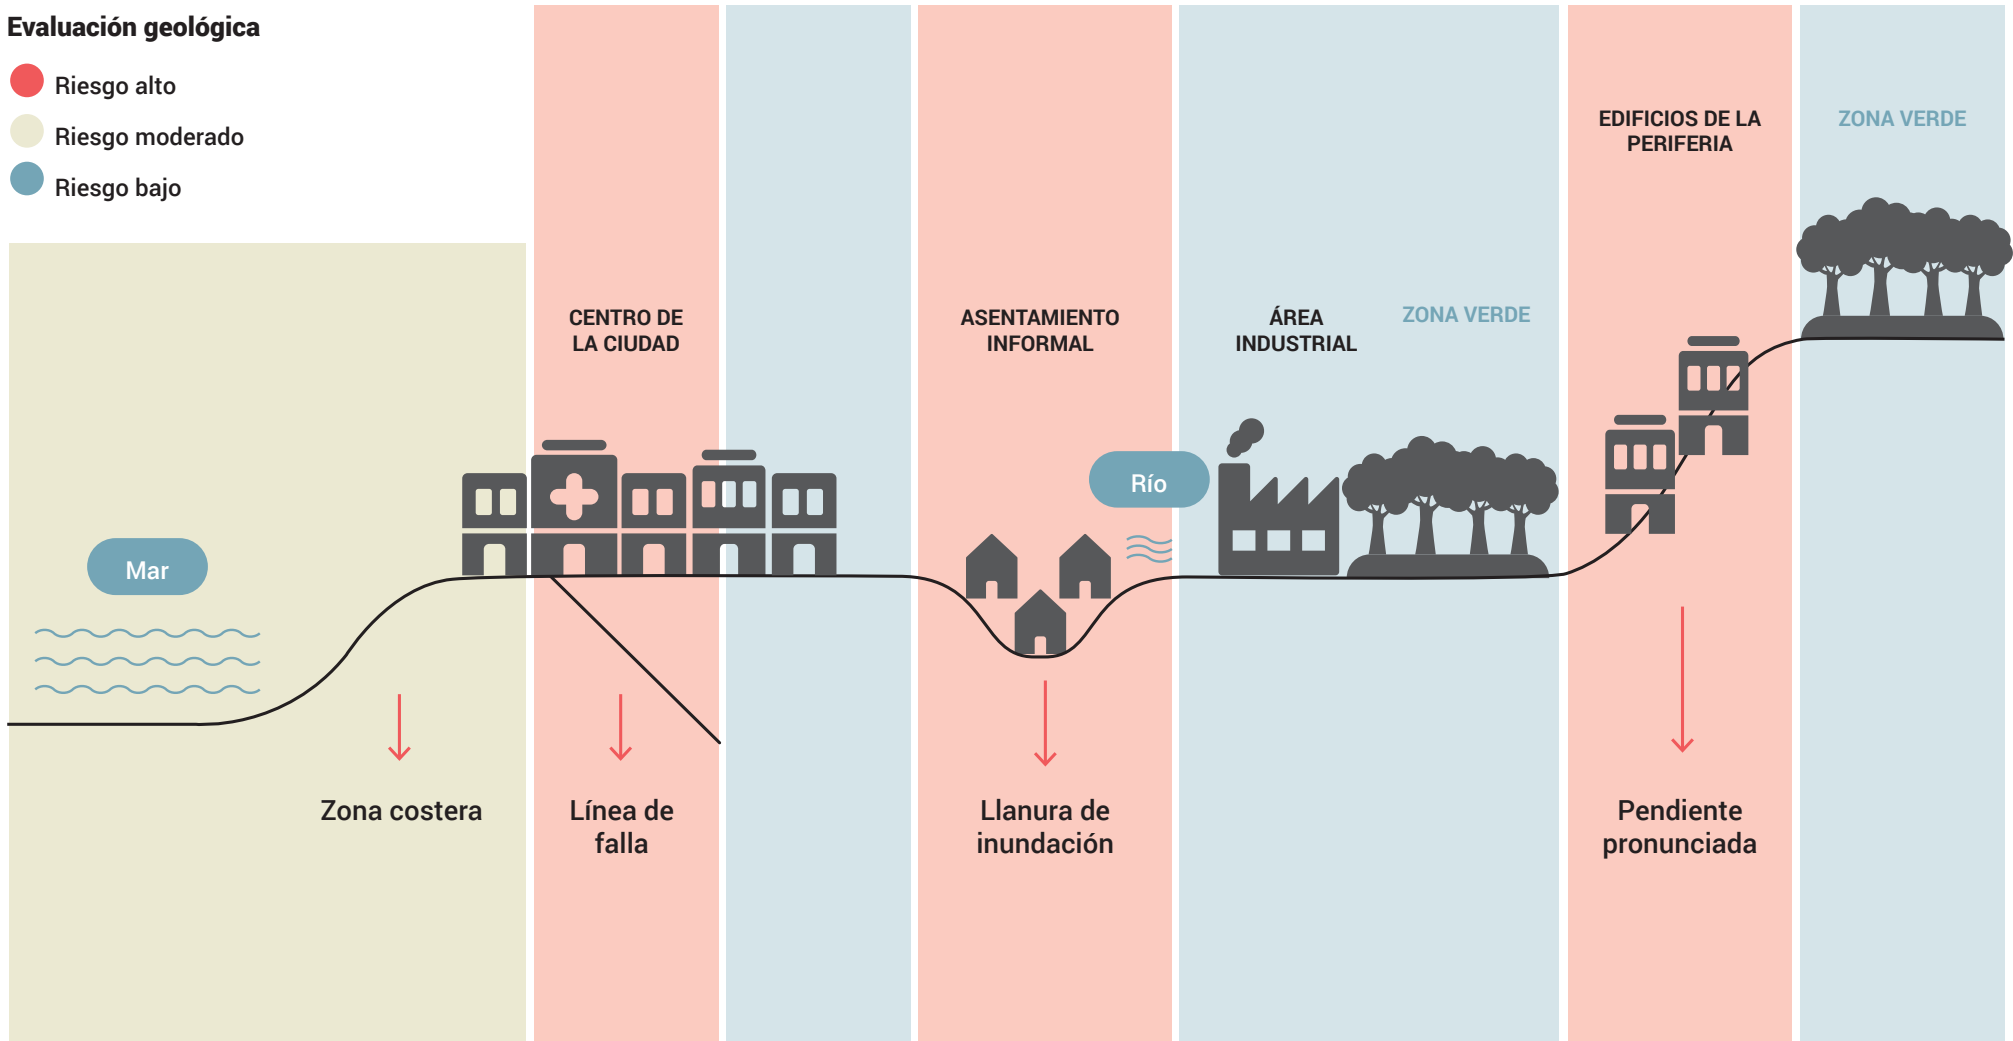 Evaluación geológica
Riesgo alto
Riesgo moderado
Riesgo bajo
EDIFICIOS DE LA
PERIFERIA
ZONA VERDE
CENTRO DE
LA CIUDAD
ASENTAMIENTO
INFORMAL
ÁREA
INDUSTRIAL
ZONA VERDE
Río
Mar
Zona costera
Línea de
falla
Llanura de
inundación
Pendiente
pronunciada